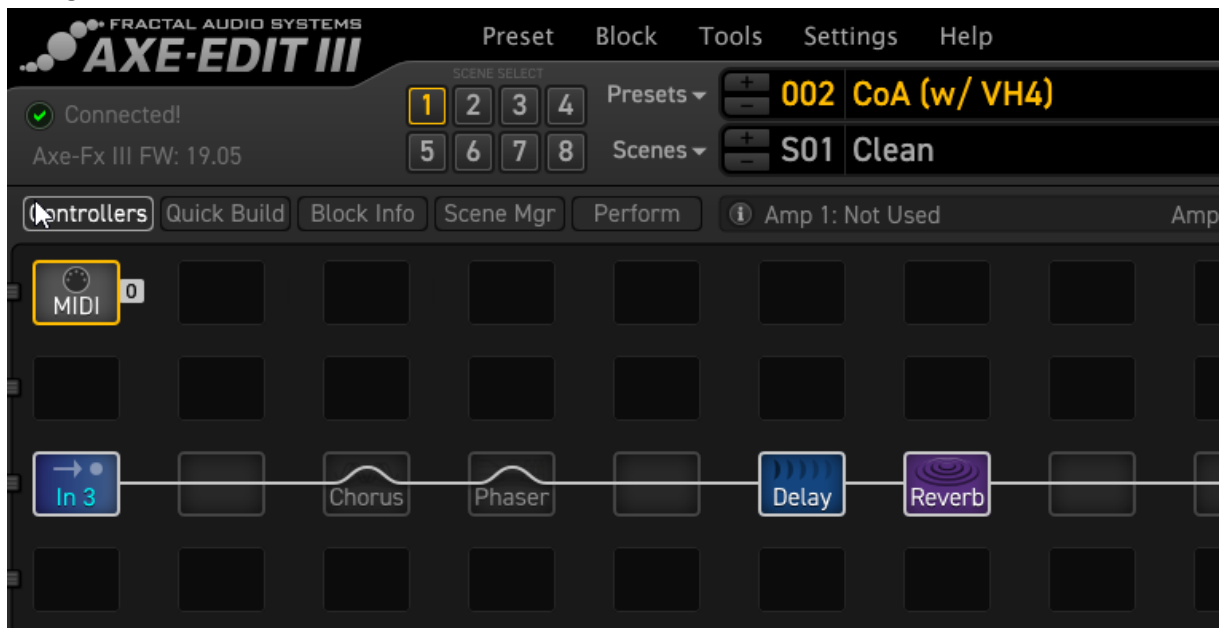 FRACTAL AUDIO SYSTEMS
AXE-EDIT III
Preset Block Tools Settings Help
SCENE SELECT
1 2 3 4
Presets
+ − 002 CoA (w/ VH4)
Connected!
Axe-Fx III FW: 19.05
5 6 7 8
Scenes
+ − S01 Clean
Controllers Quick Build Block Info Scene Mgr Perform Amp 1: Not Used Amp
MIDI 0
In 3 Chorus Phaser Delay Reverb